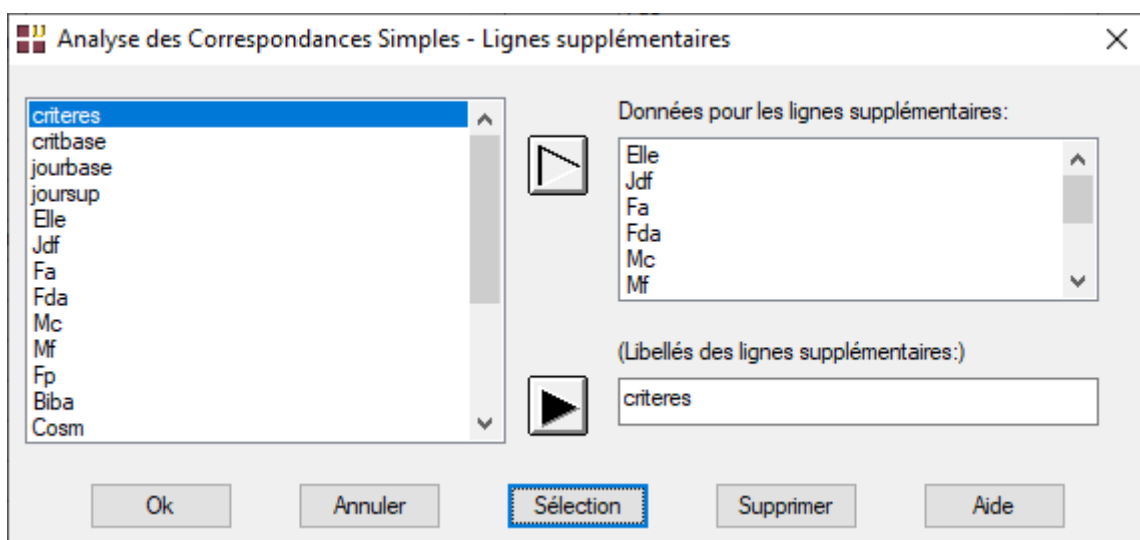 Analyse des Correspondances Simples - Lignes supplémentaires
criteres
critbase
jourbase
joursup
Elle
Jdf
Fa
Fda
Mc
Mf
Fp
Biba
Cosm
Données pour les lignes supplémentaires:
Elle
Jdf
Fa
Fda
Mc
Mf
(Libellés des lignes supplémentaires:)
criteres
Ok
Annuler
Sélection
Supprimer
Aide